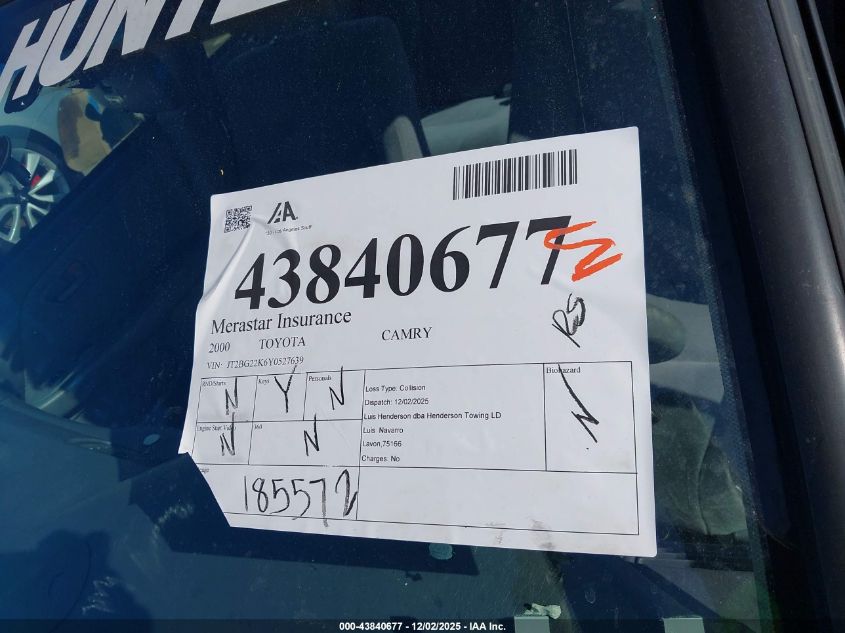 HUNTE
IAA
43840677
Merastar Insurance
2000 TOYOTA CAMRY
VIN: JT2BG22K6Y0527639
RS
Keys Y
Personals N
N
N
N
Loss Type: Collision
Dispatch: 12/02/2025
Luis Henderson dba Henderson Towing LD
Luis Navarro
Lavon,75166
Charges: No
Biohazard
N
185572
000-43840677 - 12/02/2025 - IAA Inc.